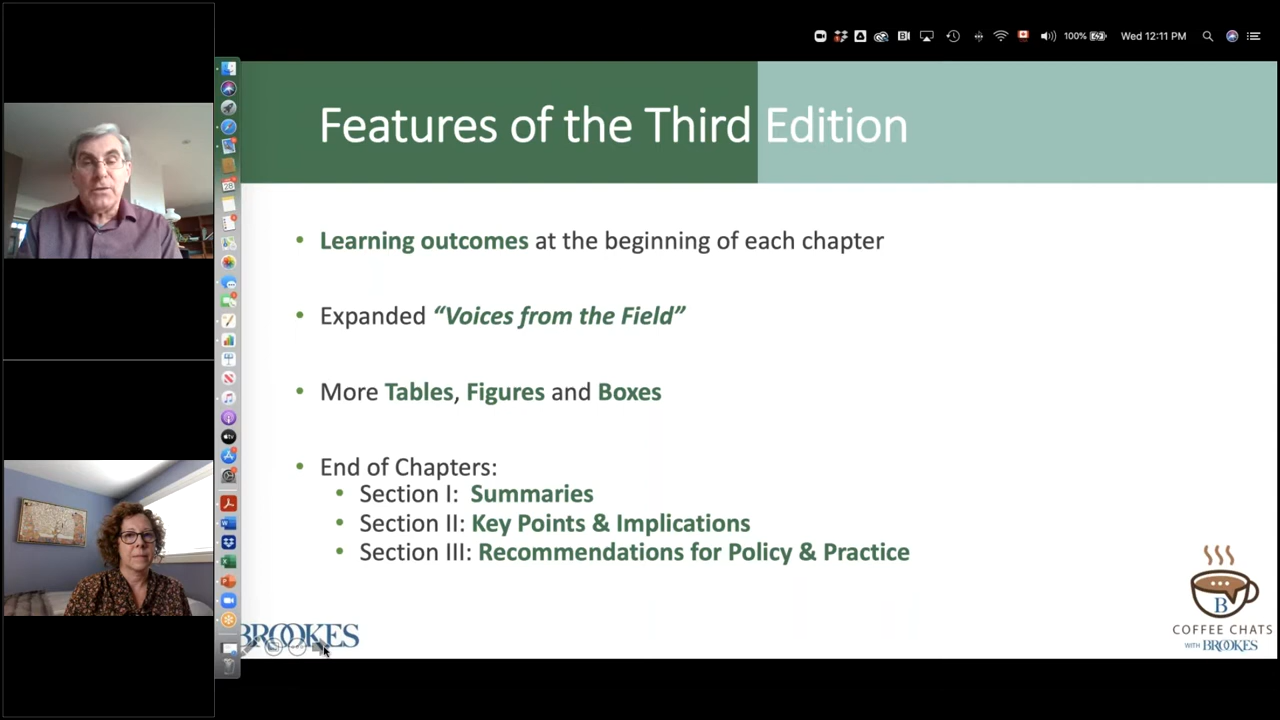 100%
Wed 12:11 PM
Features of the Third Edition
• Learning outcomes at the beginning of each chapter
• Expanded “Voices from the Field”
• More Tables, Figures and Boxes
• End of Chapters:
• Section I: Summaries
• Section II: Key Points & Implications
• Section III: Recommendations for Policy & Practice
BROOKES
B
COFFEE CHATS
WITH BROOKES
28
tv